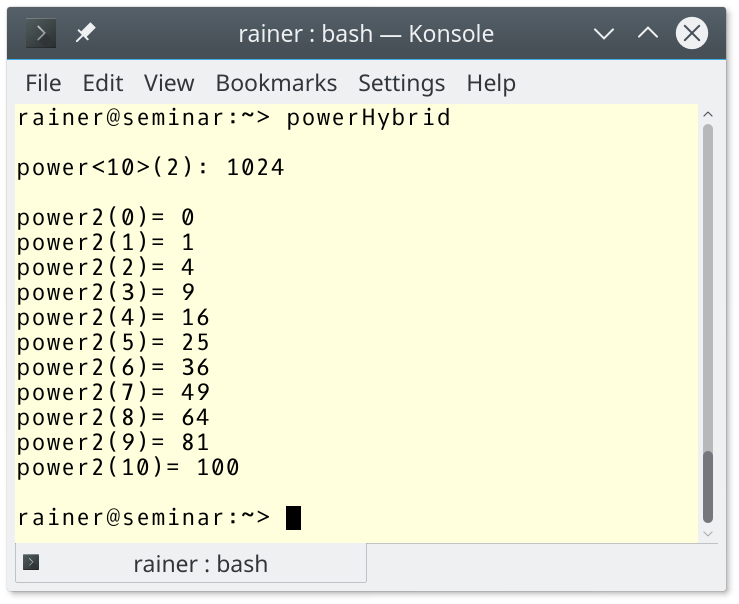 rainer : bash — Konsole
File Edit View Bookmarks Settings Help
rainer@seminar:~> powerHybrid
power<10>(2): 1024
power2(0)= 0
power2(1)= 1
power2(2)= 4
power2(3)= 9
power2(4)= 16
power2(5)= 25
power2(6)= 36
power2(7)= 49
power2(8)= 64
power2(9)= 81
power2(10)= 100
rainer@seminar:~>
rainer : bash